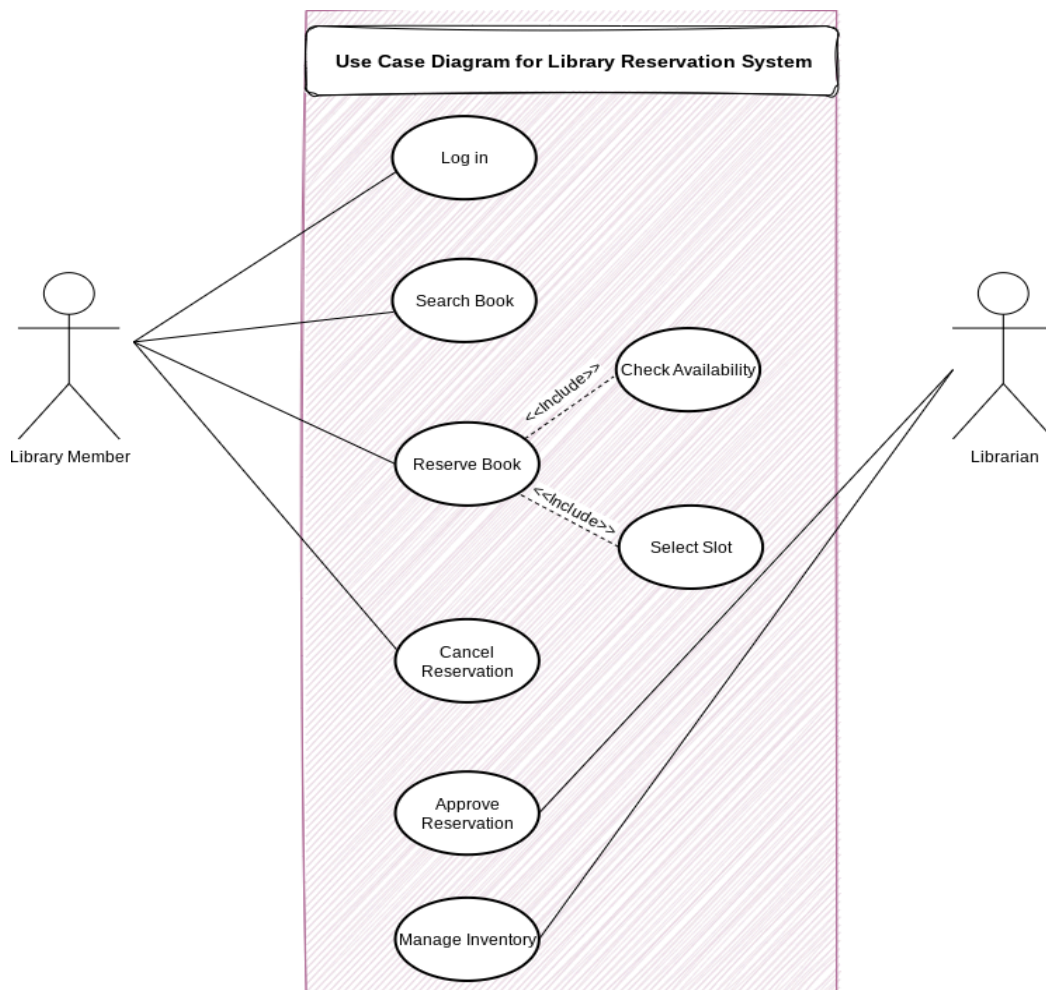 Use Case Diagram for Library Reservation System
Log in
Search Book
Check Availability
<<Include>>
Library Member
Reserve Book
Librarian
<<Include>>
Select Slot
Cancel
Reservation
Approve
Reservation
Manage Inventory